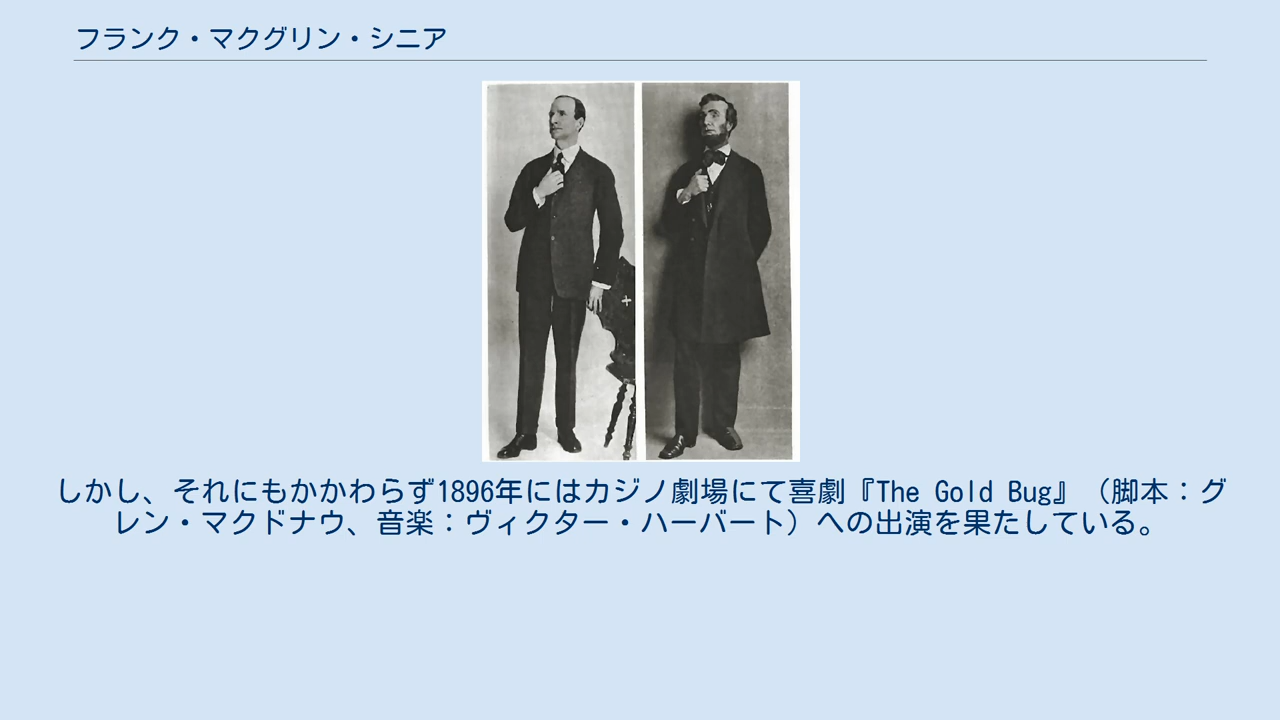 フランク・マクグリン・シニア
しかし、それにもかかわらず1896年にはカジノ劇場にて喜劇『The Gold Bug』（脚本：グ
レン・マクドナウ、音楽：ヴィクター・ハーバート）への出演を果たしている。